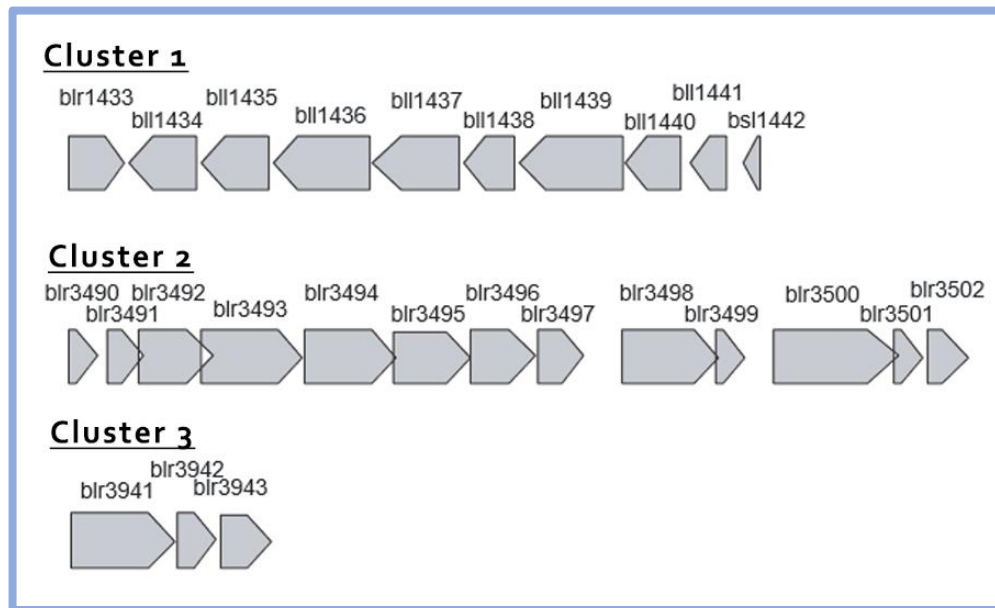 Cluster 1
blr1433 bll1434 bll1435 bll1436 bll1437 bll1438 bll1439 bll1440 bll1441 bsl1442
Cluster 2
blr3490 blr3491 blr3492 blr3493 blr3494 blr3495 blr3496 blr3497 blr3498 blr3499 blr3500 blr3501 blr3502
Cluster 3
blr3941 blr3942 blr3943